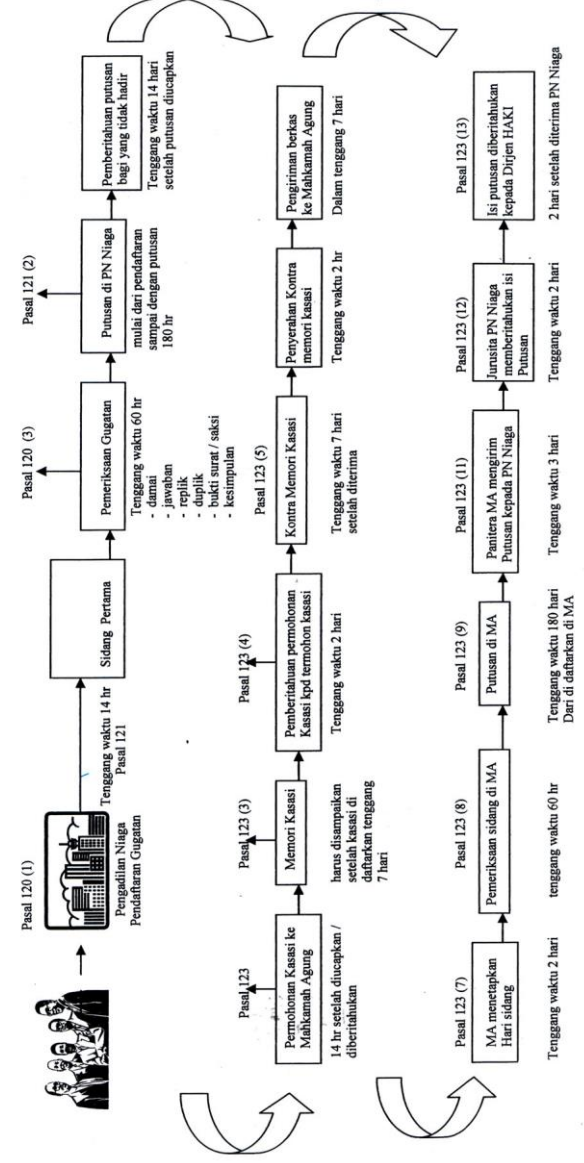 Pasal 120 (1)
Pengadilan Niaga
Pendaftaran Gugatan
Tenggang waktu 14 hr
Pasal 121
Sidang Pertama
Pasal 120 (3)
Pemeriksaan Gugatan
Tenggang waktu 60 hr
- damai
- jawaban
- replik
- duplik
- bukti surat / saksi
- kesimpulan
Pasal 121 (2)
Putusan di PN Niaga
mulai dari pendaftaran
sampai dengan putusan
180 hr
Pemberitahuan putusan
bagi yang tidak hadir
Tenggang waktu 14 hari
setelah putusan diucapkan
Pasal,123
Permohonan Kasasi ke
Mahkamah Agung
14 hr setelah diucapkan /
diberitahukan
Pasal 123 (3)
Memori Kasasi
harus disampaikan
setelah kasasi di
daftarkan tenggang
7 hari
Pasal 123 (4)
Pemberitahuan permohonan
Kasasi kpd termohon kasasi
Tenggang waktu 2 hari
Pasal 123 (5)
Kontra Memori Kasasi
Tenggang waktu 7 hari
setelah diterima
Penyerahan Kontra
memori kasasi
Tenggang waktu 2 hr
Pengiriman berkas
ke Mahkamah Agung
Dalam tenggang 7 hari
Pasal 123 (7)
MA menetapkan
Hari sidang
Tenggang waktu 2 hari
Pasal 123 (8)
Pemeriksaan sidang di MA
tenggang waktu 60 hr
Pasal 123 (9)
Putusan di MA
Tenggang waktu 180 hari
Dari di daftarkan di MA
Pasal 123 (11)
Panitera MA mengirim
Putusan kepada PN Niaga
Tenggang waktu 3 hari
Pasal 123 (12)
Jurusita PN Niaga
memberitahukan isi
Putusan
Tenggang waktu 2 hari
Pasal 123 (13)
Isi putusan diberitahukan
kepada Dirjen HAKI
2 hari setelah diterima PN Niaga